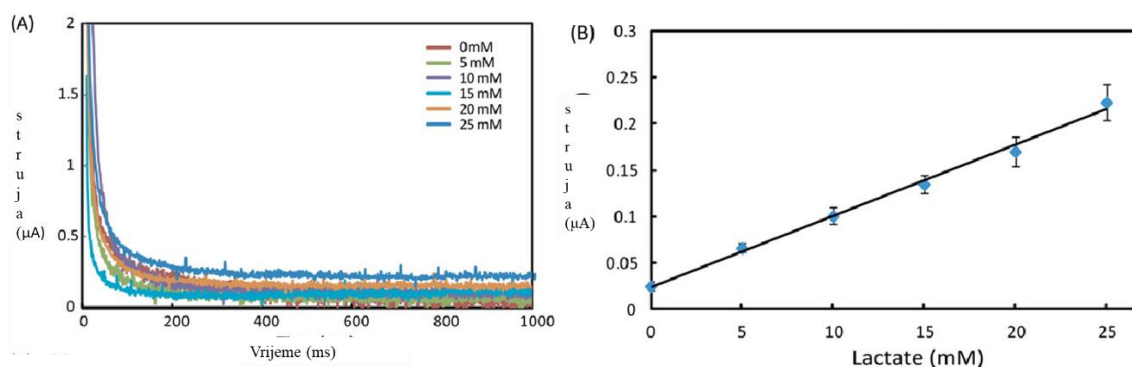 (A)
2
1.5
1
0.5
0
struja
(μA)
0mM
5 mM
10 mM
15 mM
20 mM
25 mM
0
200
400
600
800
1000
Vrijeme (ms)
(B)
0.3
0.25
0.2
0.15
0.1
0.05
0
struja
(μA)
0
5
10
15
20
25
Lactate (mM)